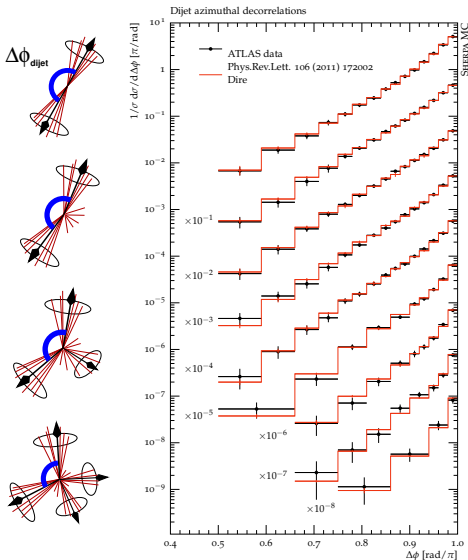 Dijet azimuthal decorrelations
Δϕdijet
1/σ dσ/dΔϕ [π/rad]
SHERPA MC
ATLAS data
Phys.Rev.Lett. 106 (2011) 172002
Dire
10^1
1
10^−1
10^−2
10^−3
10^−4
10^−5
10^−6
10^−7
10^−8
10^−9
×10^−1
×10^−2
×10^−3
×10^−4
×10^−5
×10^−6
×10^−7
×10^−8
0.4 0.5 0.6 0.7 0.8 0.9 1.0
Δϕ [rad/π]